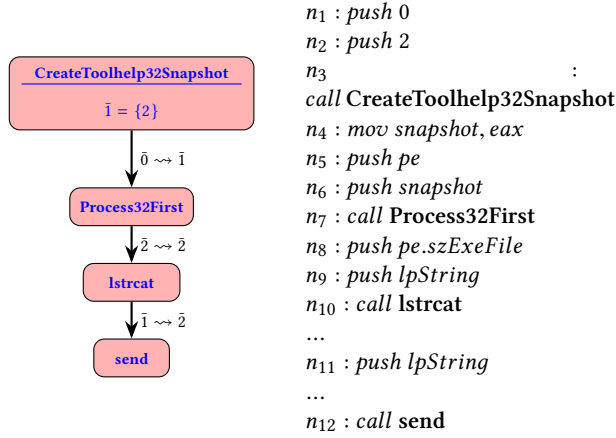 CreateToolhelp32Snapshot
1̄ = {2}
0̄ ⇝ 1̄
Process32First
2̄ ⇝ 2̄
lstrcat
1̄ ⇝ 2̄
send
n₁ : push 0
n₂ : push 2
n₃ :
call CreateToolhelp32Snapshot
n₄ : mov snapshot, eax
n₅ : push pe
n₆ : push snapshot
n₇ : call Process32First
n₈ : push pe.szExeFile
n₉ : push lpString
n₁₀ : call lstrcat
...
n₁₁ : push lpString
...
n₁₂ : call send